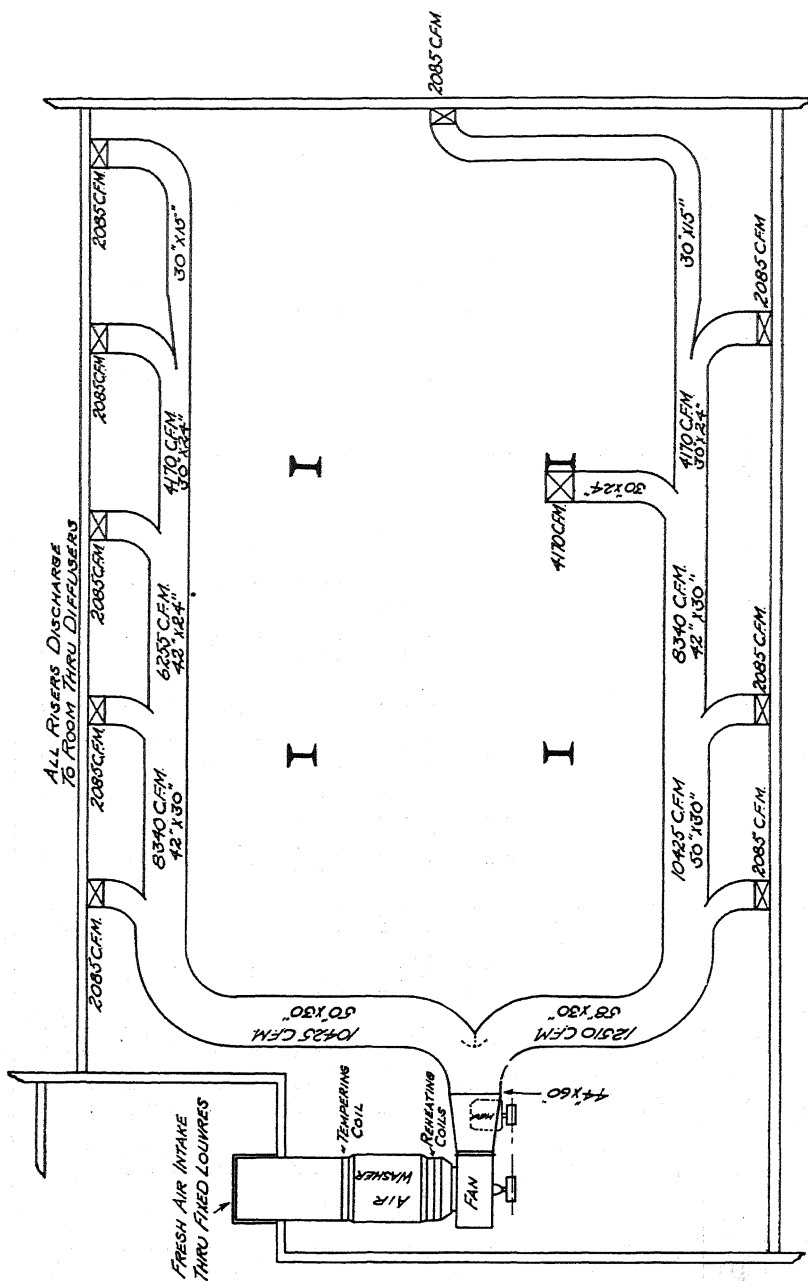 ALL RISERS DISCHARGE
TO ROOM THRU DIFFUSERS
2085 C.F.M.
2085 C.F.M.
2085 C.F.M.
2085 C.F.M.
2085 C.F.M.
8340 C.F.M.
42"X30"
6255 C.F.M.
42"X24"
4170 C.F.M.
30"X24"
30"X15"
2085 CFM
FRESH AIR INTAKE
THRU FIXED LOUVRES
TEMPERING
COIL
AIR
WASHER
REHEATING
COILS
FAN
44"X60"
10425 C.F.M.
50"X30"
12510 C.F.M.
58"X30"
10425 C.F.M
50"X30"
8340 C.F.M.
42"X30"
4170 C.F.M.
30"X24"
30"X15"
4170 C.F.M.
30"X24"
2085 C.F.M.
2085 C.F.M.
2085 C.F.M